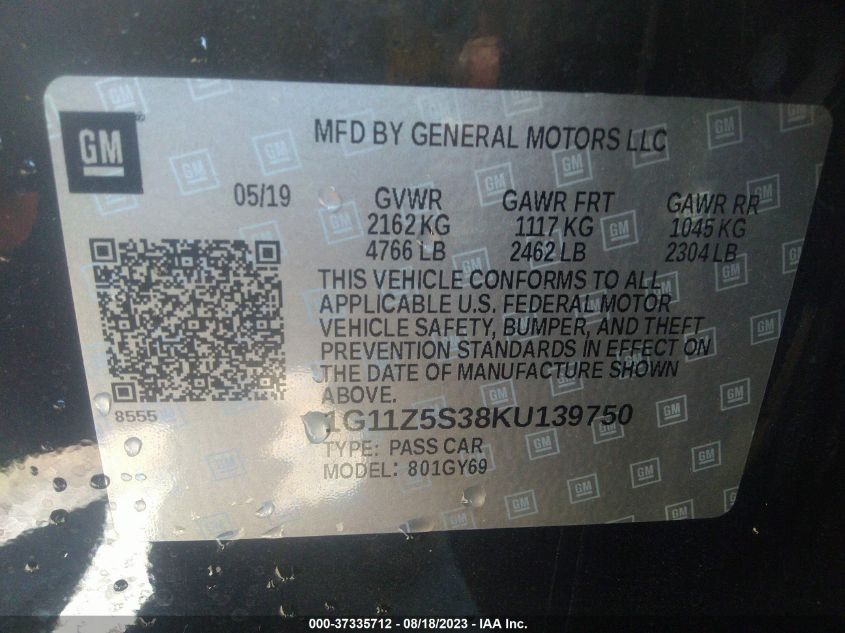 GM
MFD BY GENERAL MOTORS LLC
05/19 GVWR GAWR FRT GAWR RR
2162 KG 1117 KG 1045 KG
4766 LB 2462 LB 2304 LB
THIS VEHICLE CONFORMS TO ALL
APPLICABLE U.S. FEDERAL MOTOR
VEHICLE SAFETY, BUMPER, AND THEFT
PREVENTION STANDARDS IN EFFECT ON
THE DATE OF MANUFACTURE SHOWN
ABOVE.
8555
1G11Z5S38KU139750
TYPE: PASS CAR
MODEL: 801GY69
000-37335712 - 08/18/2023 - IAA Inc.